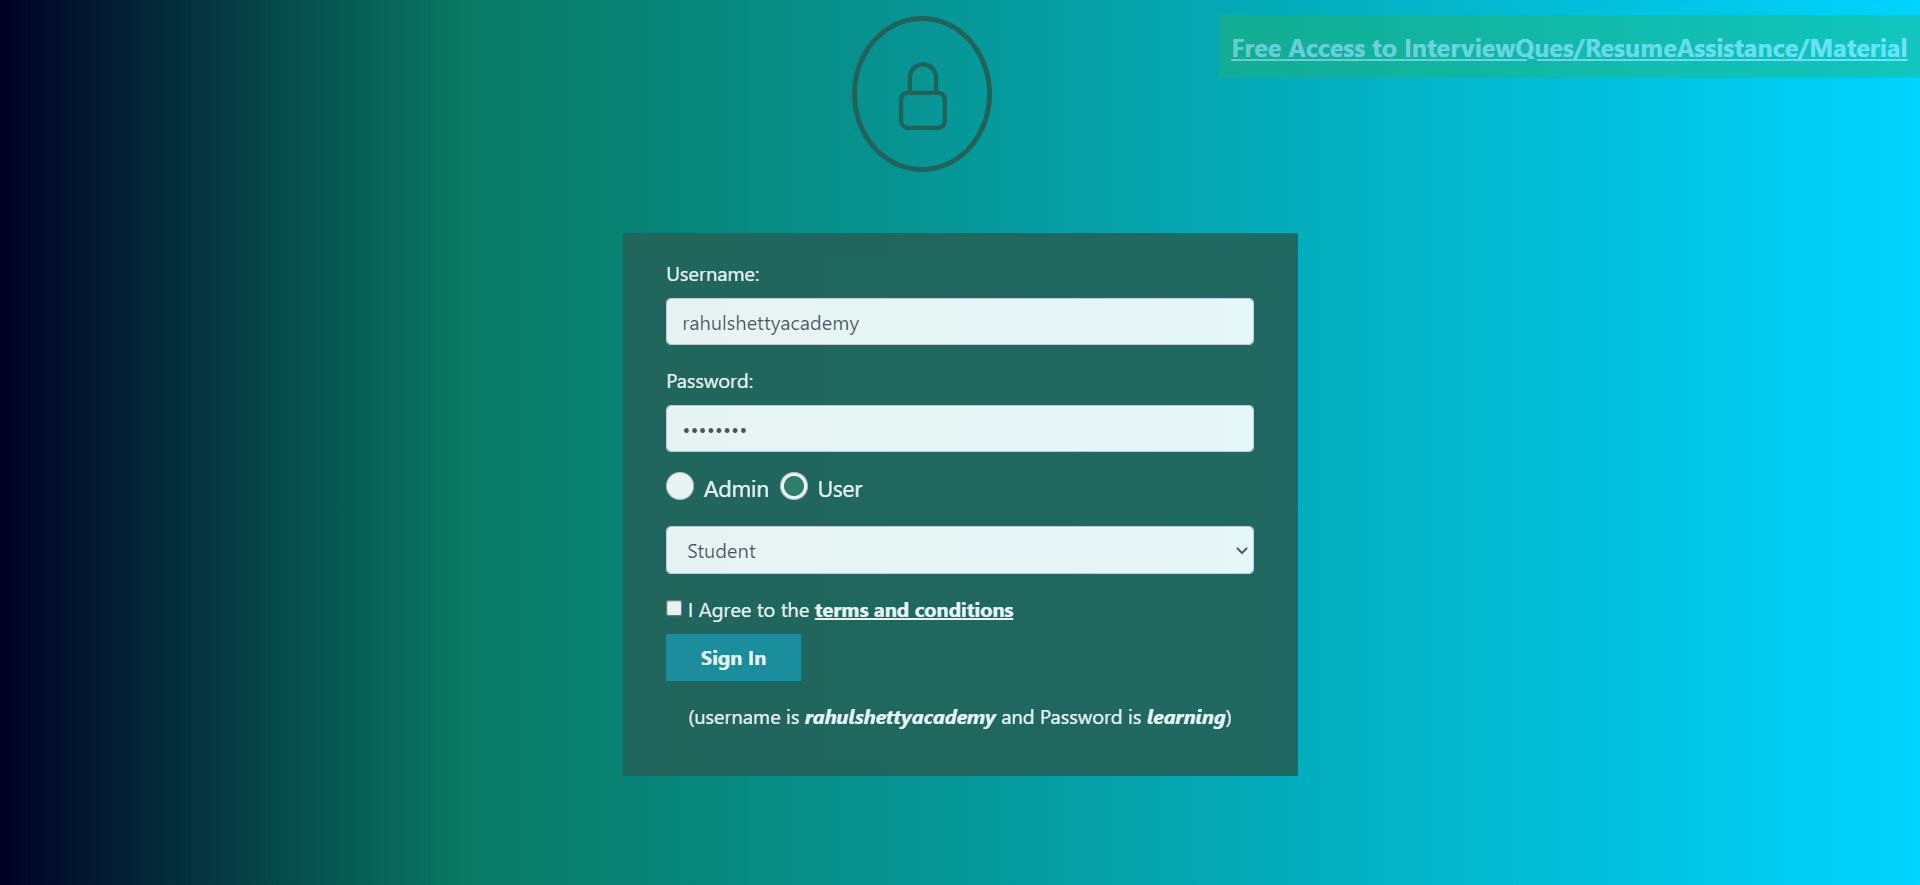 Free Access to InterviewQues/ResumeAssistance/Material
Username:
rahulshettyacademy
Password:
••••••••
Admin User
Student
I Agree to the terms and conditions
Sign In
(username is rahulshettyacademy and Password is learning)